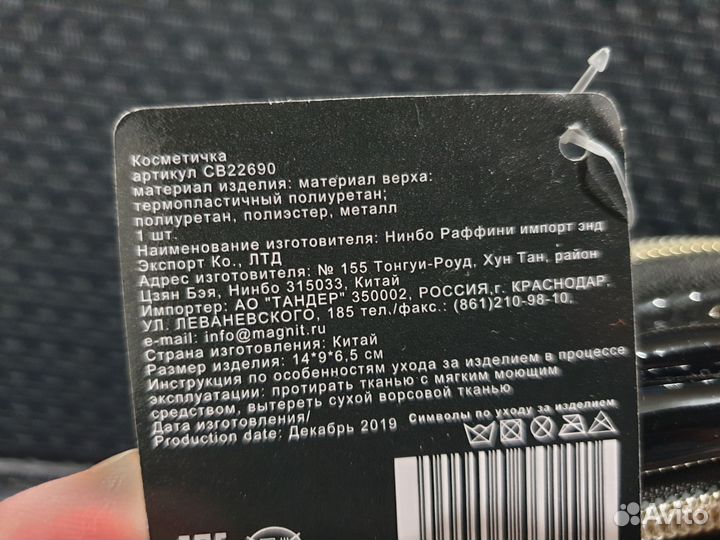 Косметичка
артикул СВ22690
материал изделия: материал верха:
термопластичный полиуретан;
полиуретан, полиэстер, металл
1 шт.
Наименование изготовителя: Нинбо Раффини импорт энд
Экспорт Ко., ЛТД
Адрес изготовителя: № 155 Тонгуи-Роуд, Хун Тан, район
Цзян Бэя, Нинбо 315033, Китай
Импортер: АО "ТАНДЕР" 350002, РОССИЯ,г. КРАСНОДАР,
УЛ. ЛЕВАНЕВСКОГО, 185 тел./факс.: (861)210-98-10.
e-mail: info@magnit.ru
Страна изготовления: Китай
Размер изделия: 14*9*6,5 см
Инструкция по особенностям ухода за изделием в процессе
эксплуатации: протирать тканью с мягким моющим
средством, вытереть сухой ворсовой тканью
Дата изготовления/
Production date: Декабрь 2019
Символы по уходу за изделием
Avito